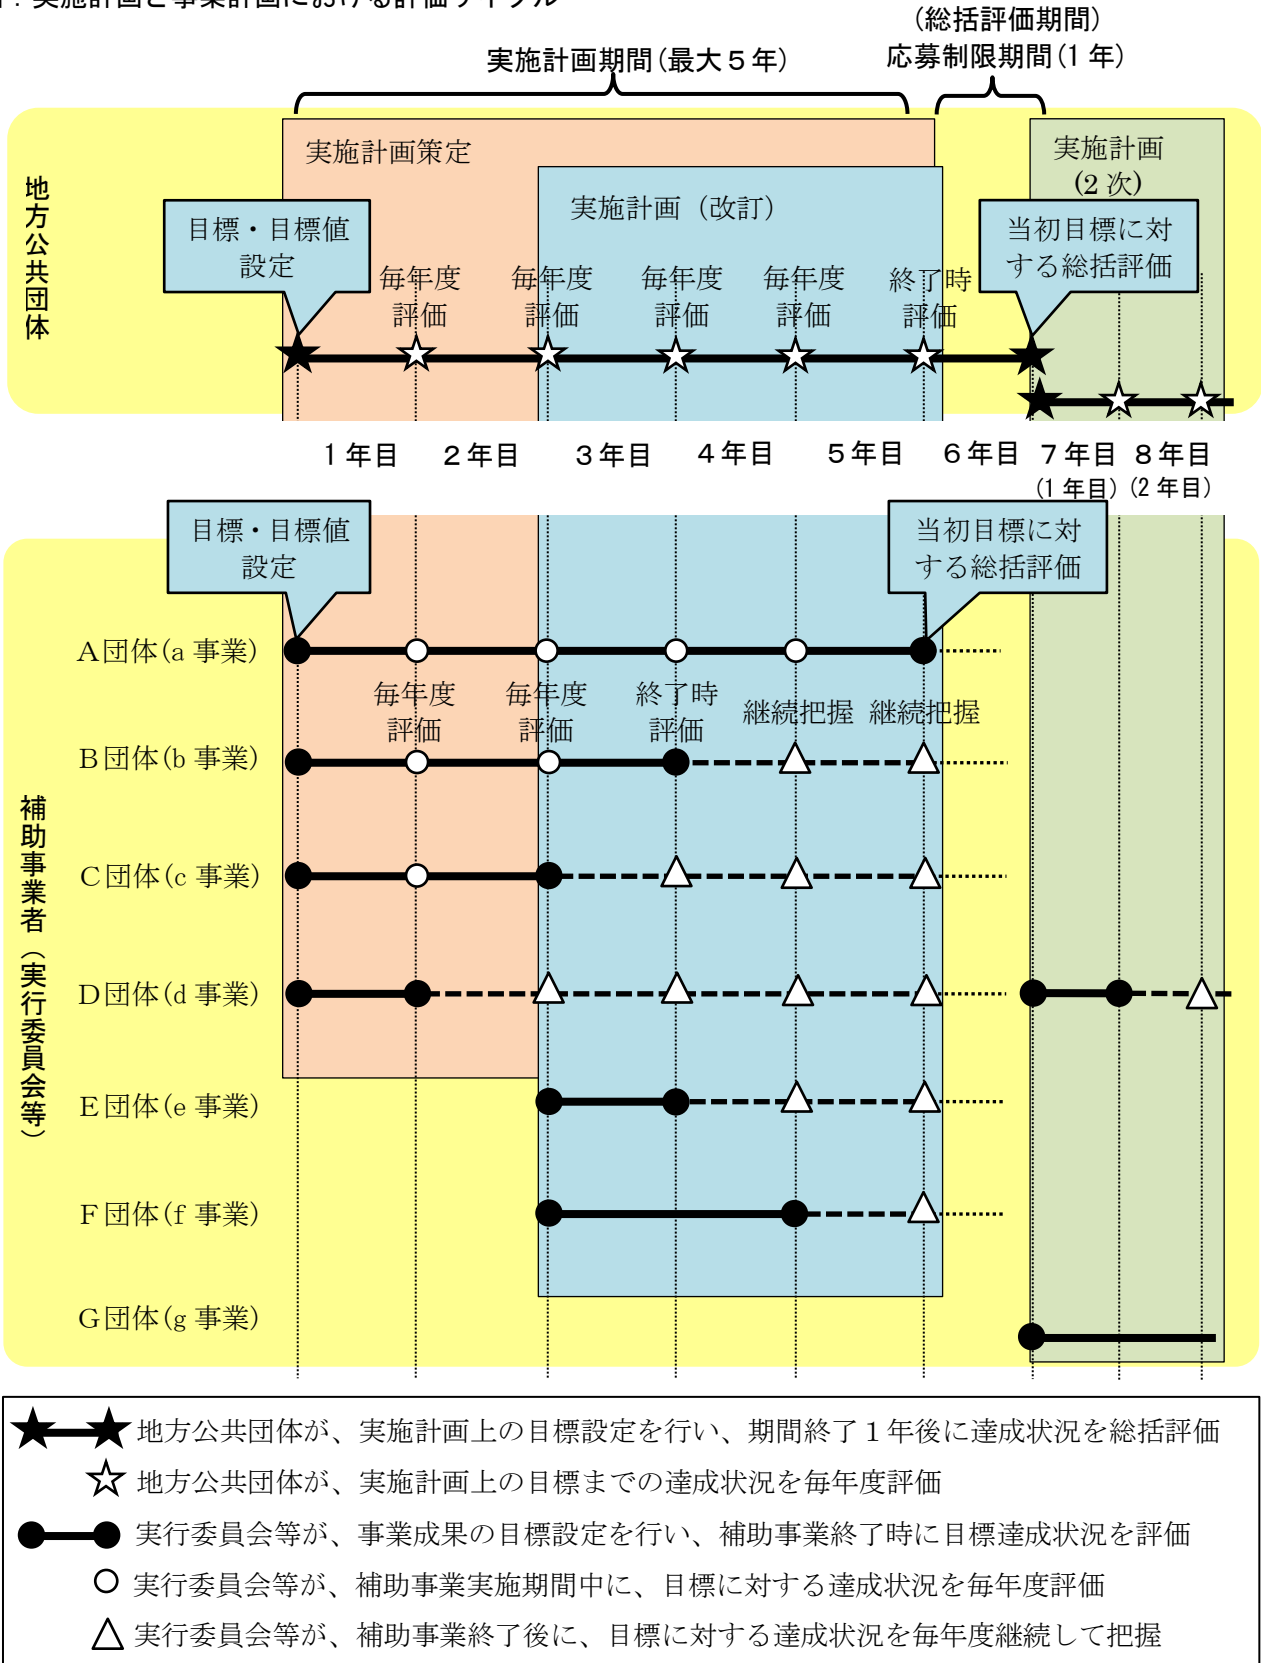 実施計画と事業計画における評価サイクル
(総括評価期間)
実施計画期間(最大5年)
応募制限期間(1年)
地方公共団体
実施計画策定
実施計画(改訂)
実施計画
(2次)
目標・目標値
設定
当初目標に対
する総括評価
毎年度
評価
毎年度
評価
毎年度
評価
毎年度
評価
終了時
評価
1年目 2年目 3年目 4年目 5年目 6年目 7年目 8年目
(1年目) (2年目)
目標・目標値
設定
当初目標に対
する総括評価
補助事業者(実行委員会等)
A団体(a事業)
毎年度
評価
毎年度
評価
終了時
評価
継続把握
継続把握
B団体(b事業)
C団体(c事業)
D団体(d事業)
E団体(e事業)
F団体(f事業)
G団体(g事業)
地方公共団体が、実施計画上の目標設定を行い、期間終了1年後に達成状況を総括評価
地方公共団体が、実施計画上の目標までの達成状況を毎年度評価
実行委員会等が、事業成果の目標設定を行い、補助事業終了時に目標達成状況を評価
実行委員会等が、補助事業実施期間中に、目標に対する達成状況を毎年度評価
実行委員会等が、補助事業終了後に、目標に対する達成状況を毎年度継続して把握